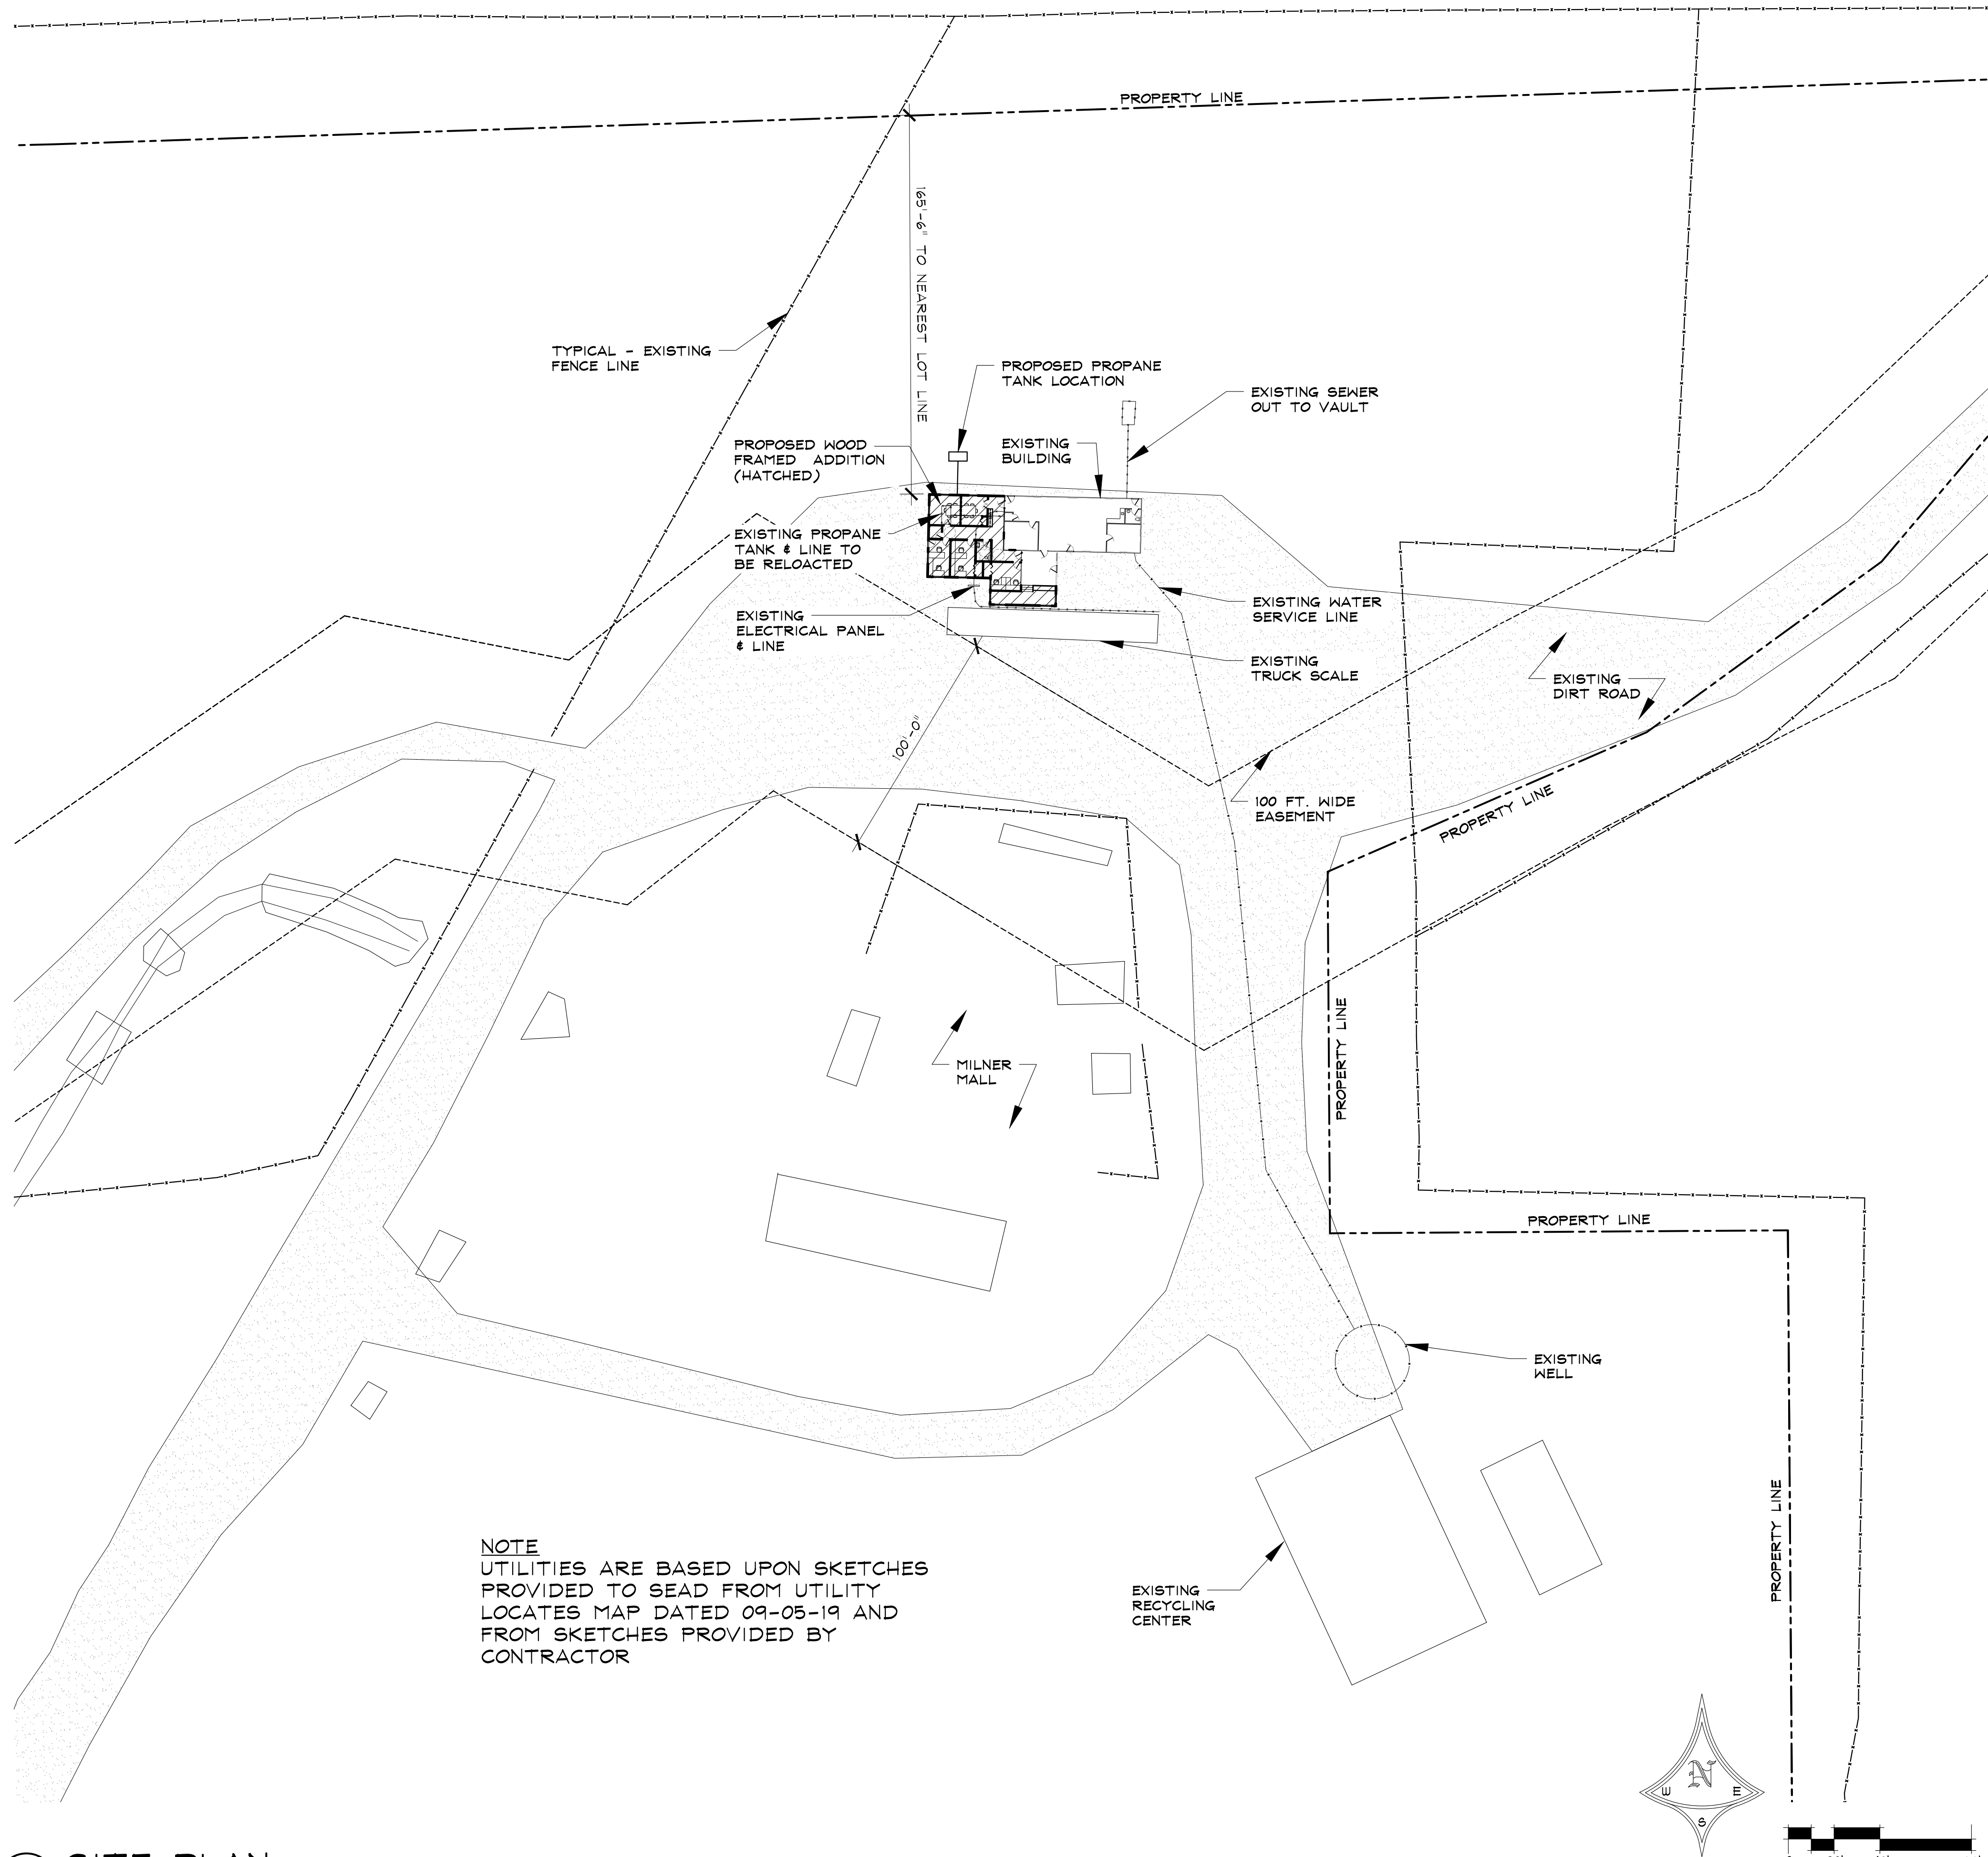 PROPERTY LINE
165'-6" TO NEAREST LOT LINE
TYPICAL - EXISTING
FENCE LINE
PROPOSED PROPANE
TANK LOCATION
EXISTING SEWER
OUT TO VAULT
PROPOSED WOOD
FRAMED ADDITION
(HATCHED)
EXISTING
BUILDING
EXISTING PROPANE
TANK & LINE TO
BE RELOACTED
EXISTING
ELECTRICAL PANEL
& LINE
EXISTING WATER
SERVICE LINE
EXISTING
TRUCK SCALE
EXISTING
DIRT ROAD
100'-0"
100 FT. WIDE
EASEMENT
PROPERTY LINE
PROPERTY LINE
MILNER
MALL
PROPERTY LINE
EXISTING
WELL
PROPERTY LINE
NOTE
UTILITIES ARE BASED UPON SKETCHES
PROVIDED TO SEAD FROM UTILITY
LOCATES MAP DATED 09-05-19 AND
FROM SKETCHES PROVIDED BY
CONTRACTOR
EXISTING
RECYCLING
CENTER
N
W E
S
SITE PLAN